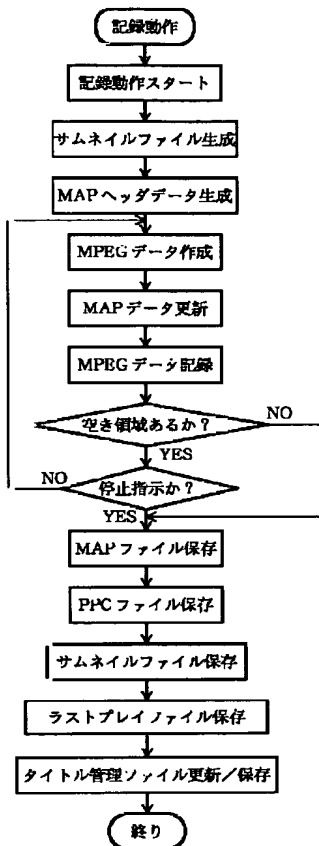 記録動作
記録動作スタート
サムネイルファイル生成
MAPヘッダデータ生成
MPEGデータ作成
MAPデータ更新
MPEGデータ記録
空き領域あるか？
NO
YES
停止指示か？
NO
YES
MAPファイル保存
PPCファイル保存
サムネイルファイル保存
ラストプレイファイル保存
タイトル管理ファイル更新／保存
終り